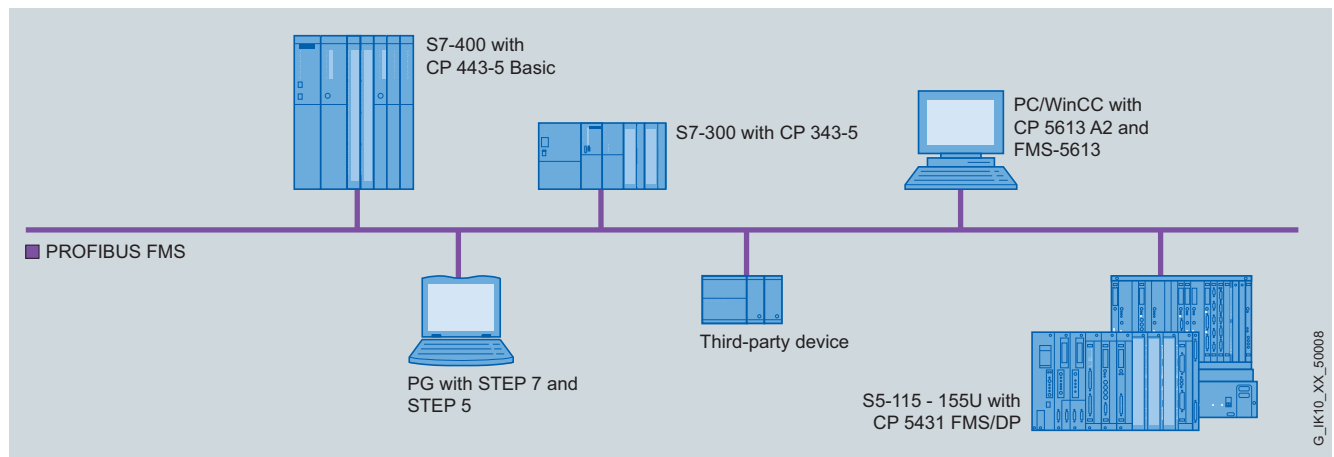 S7-400 with
CP 443-5 Basic
S7-300 with CP 343-5
PC/WinCC with
CP 5613 A2 and
FMS-5613
PROFIBUS FMS
PG with STEP 7 and
STEP 5
Third-party device
S5-115 - 155U with
CP 5431 FMS/DP
G_IK10_XX_50008